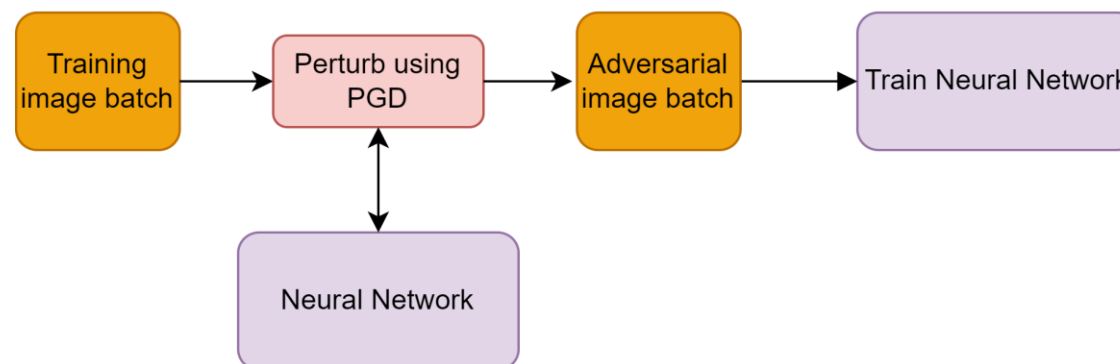 Training
image batch
Perturb using
PGD
Adversarial
image batch
Train Neural Network
Neural Network